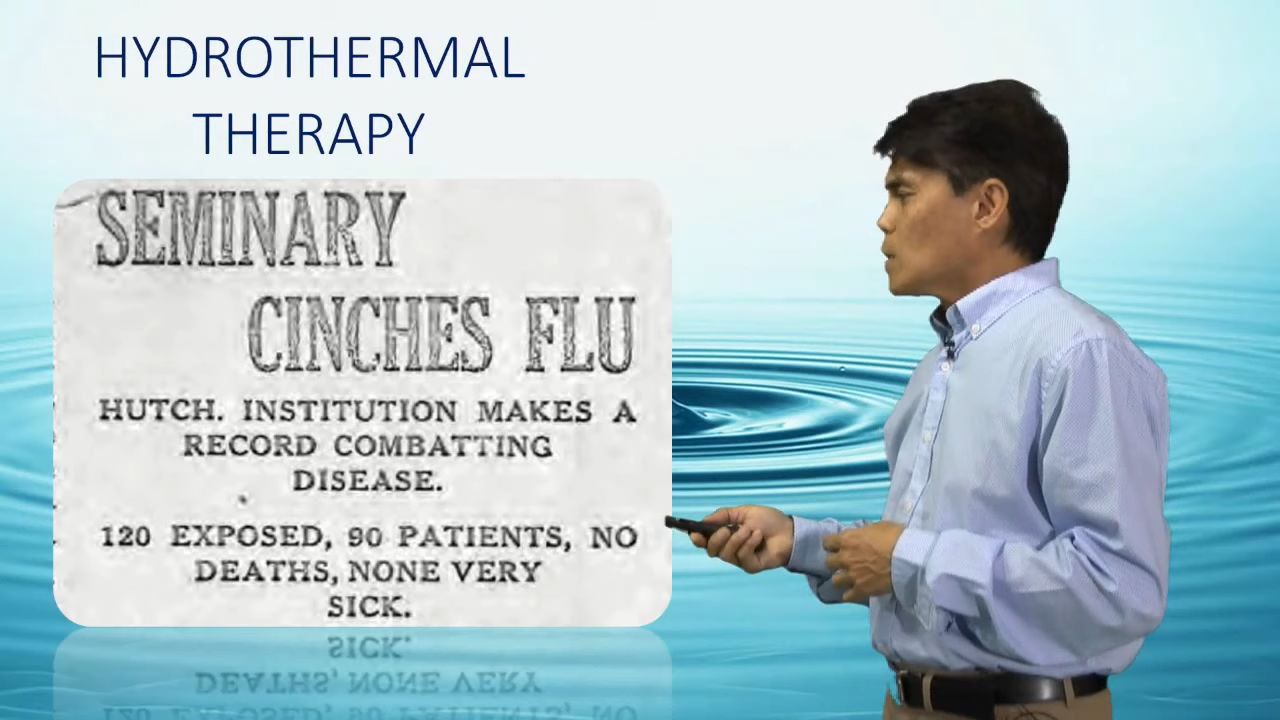 HYDROTHERMAL
THERAPY
SEMINARY
CINCHES FLU
HUTCH. INSTITUTION MAKES A
RECORD COMBATTING
DISEASE.
120 EXPOSED, 90 PATIENTS, NO
DEATHS, NONE VERY
SICK.